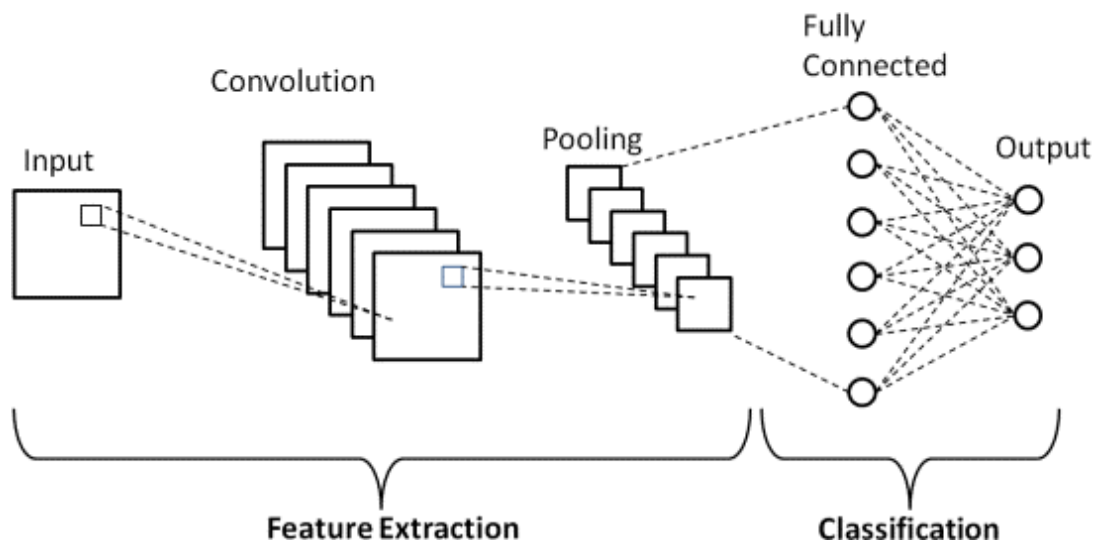 Input
Convolution
Pooling
Fully
Connected
Output
Feature Extraction
Classification